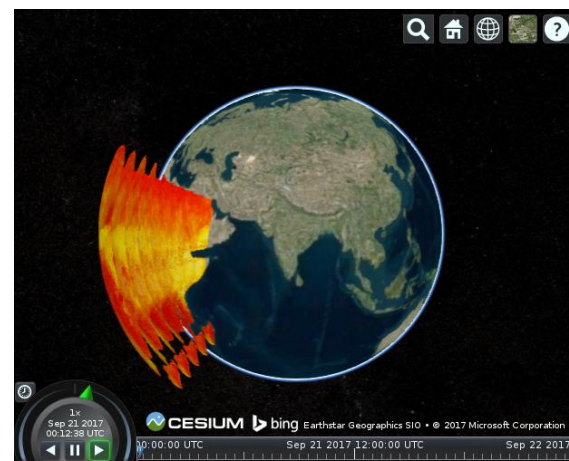 ?
CESIUM bing Earthstar Geographics SIO • © 2017 Microsoft Corporation
1x
Sep 21 2017
00:12:38 UTC
0:00:00 UTC Sep 21 2017 12:00:00 UTC Sep 22 2017